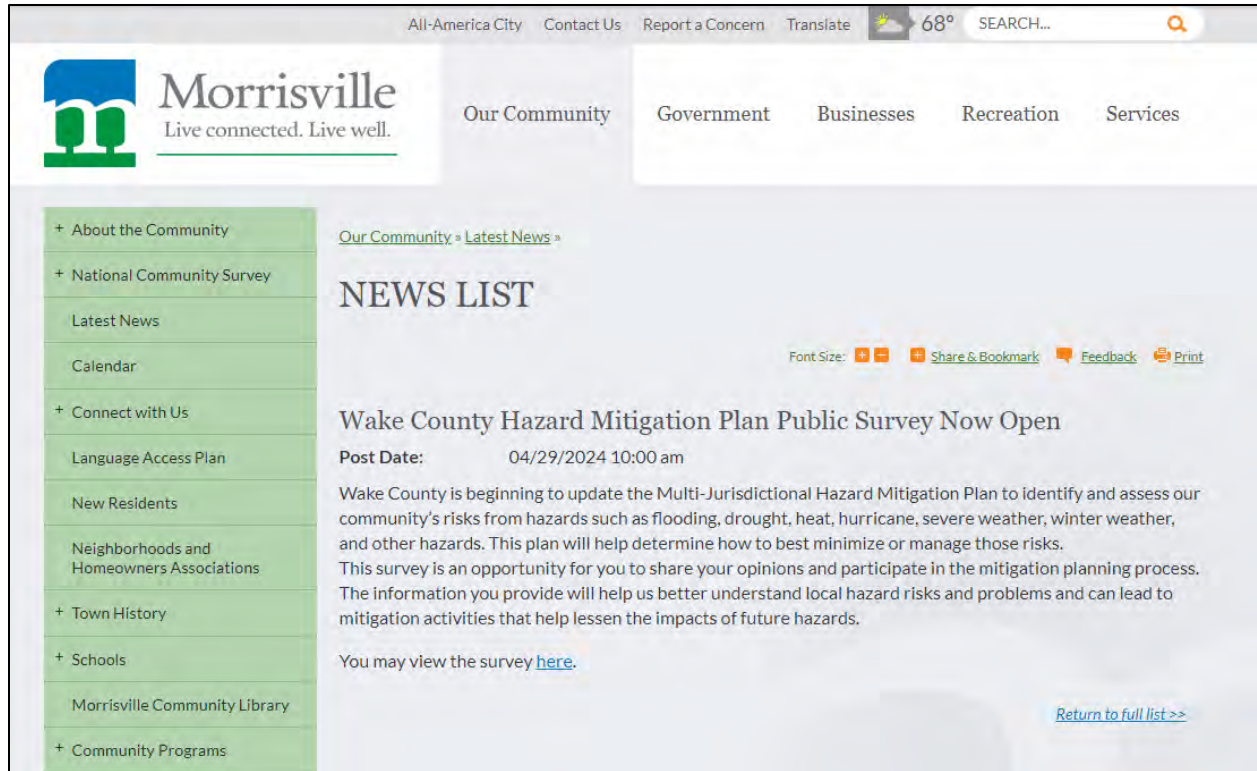 All-America City Contact Us Report a Concern Translate 68° SEARCH...
Morrisville
Live connected. Live well.
Our Community Government Businesses Recreation Services
+ About the Community
+ National Community Survey
Latest News
Calendar
+ Connect with Us
Language Access Plan
New Residents
Neighborhoods and
Homeowners Associations
+ Town History
+ Schools
Morrisville Community Library
+ Community Programs
Our Community » Latest News »
NEWS LIST
Font Size: + - + Share & Bookmark Feedback Print
Wake County Hazard Mitigation Plan Public Survey Now Open
Post Date: 04/29/2024 10:00 am
Wake County is beginning to update the Multi-Jurisdictional Hazard Mitigation Plan to identify and assess our
community's risks from hazards such as flooding, drought, heat, hurricane, severe weather, winter weather,
and other hazards. This plan will help determine how to best minimize or manage those risks.
This survey is an opportunity for you to share your opinions and participate in the mitigation planning process.
The information you provide will help us better understand local hazard risks and problems and can lead to
mitigation activities that help lessen the impacts of future hazards.
You may view the survey here.
Return to full list >>